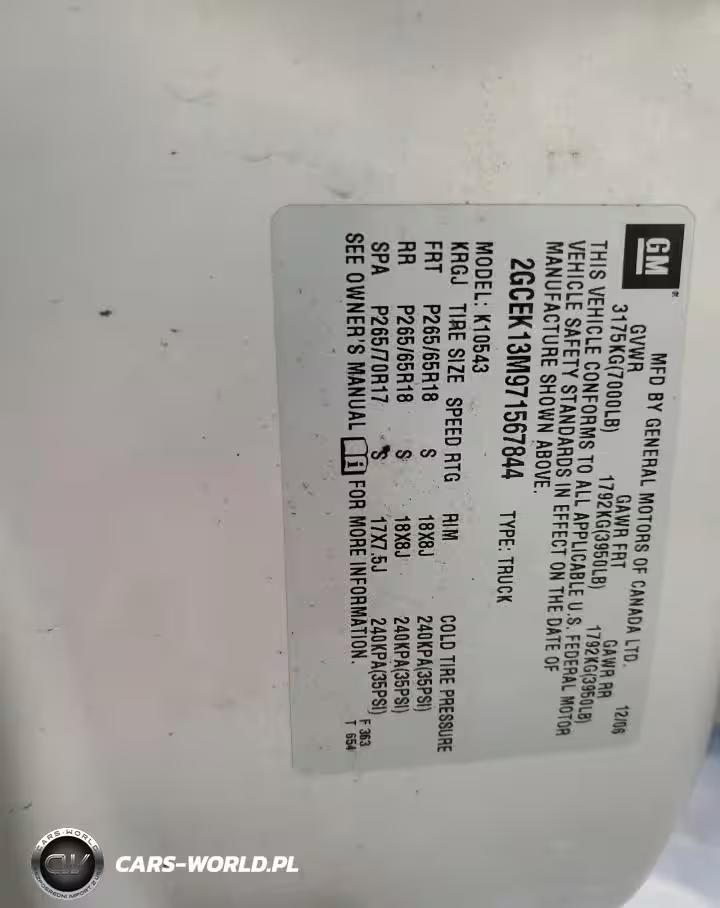 GM
MFD BY GENERAL MOTORS OF CANADA LTD.
12/06
GVWR GAWR FRT GAWR RR
3175KG(7000LB) 1792KG(3950LB) 1792KG(3950LB)
THIS VEHICLE CONFORMS TO ALL APPLICABLE U.S. FEDERAL MOTOR
VEHICLE SAFETY STANDARDS IN EFFECT ON THE DATE OF
MANUFACTURE SHOWN ABOVE.
2GCEK13M971567844 TYPE: TRUCK
MODEL: K10543
KRGJ TIRE SIZE SPEED RTG RIM COLD TIRE PRESSURE
FRT P265/65R18 S 18X8J 240KPA(35PSI)
RR P265/65R18 S 18X8J 240KPA(35PSI)
SPA P265/70R17 S 17X7.5J 240KPA(35PSI)
SEE OWNER'S MANUAL i FOR MORE INFORMATION.
F 363
T 654
CARS-WORLD
CW
CARS-WORLD.PL